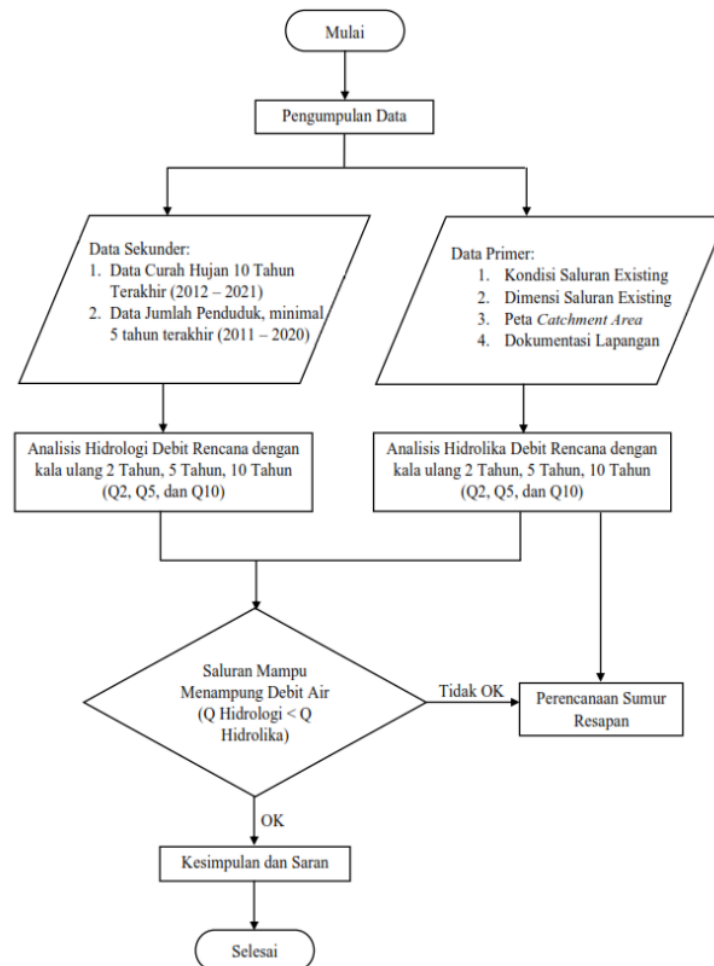 Mulai
Pengumpulan Data
Data Sekunder:
1. Data Curah Hujan 10 Tahun
Terakhir (2012 – 2021)
2. Data Jumlah Penduduk, minimal
5 tahun terakhir (2011 – 2020)
Data Primer:
1. Kondisi Saluran Existing
2. Dimensi Saluran Existing
3. Peta Catchment Area
4. Dokumentasi Lapangan
Analisis Hidrologi Debit Rencana dengan
kala ulang 2 Tahun, 5 Tahun, 10 Tahun
(Q2, Q5, dan Q10)
Analisis Hidrolika Debit Rencana dengan
kala ulang 2 Tahun, 5 Tahun, 10 Tahun
(Q2, Q5, dan Q10)
Saluran Mampu
Menampung Debit Air
(Q Hidrologi < Q
Hidrolika)
Tidak OK
Perencanaan Sumur
Resapan
OK
Kesimpulan dan Saran
Selesai